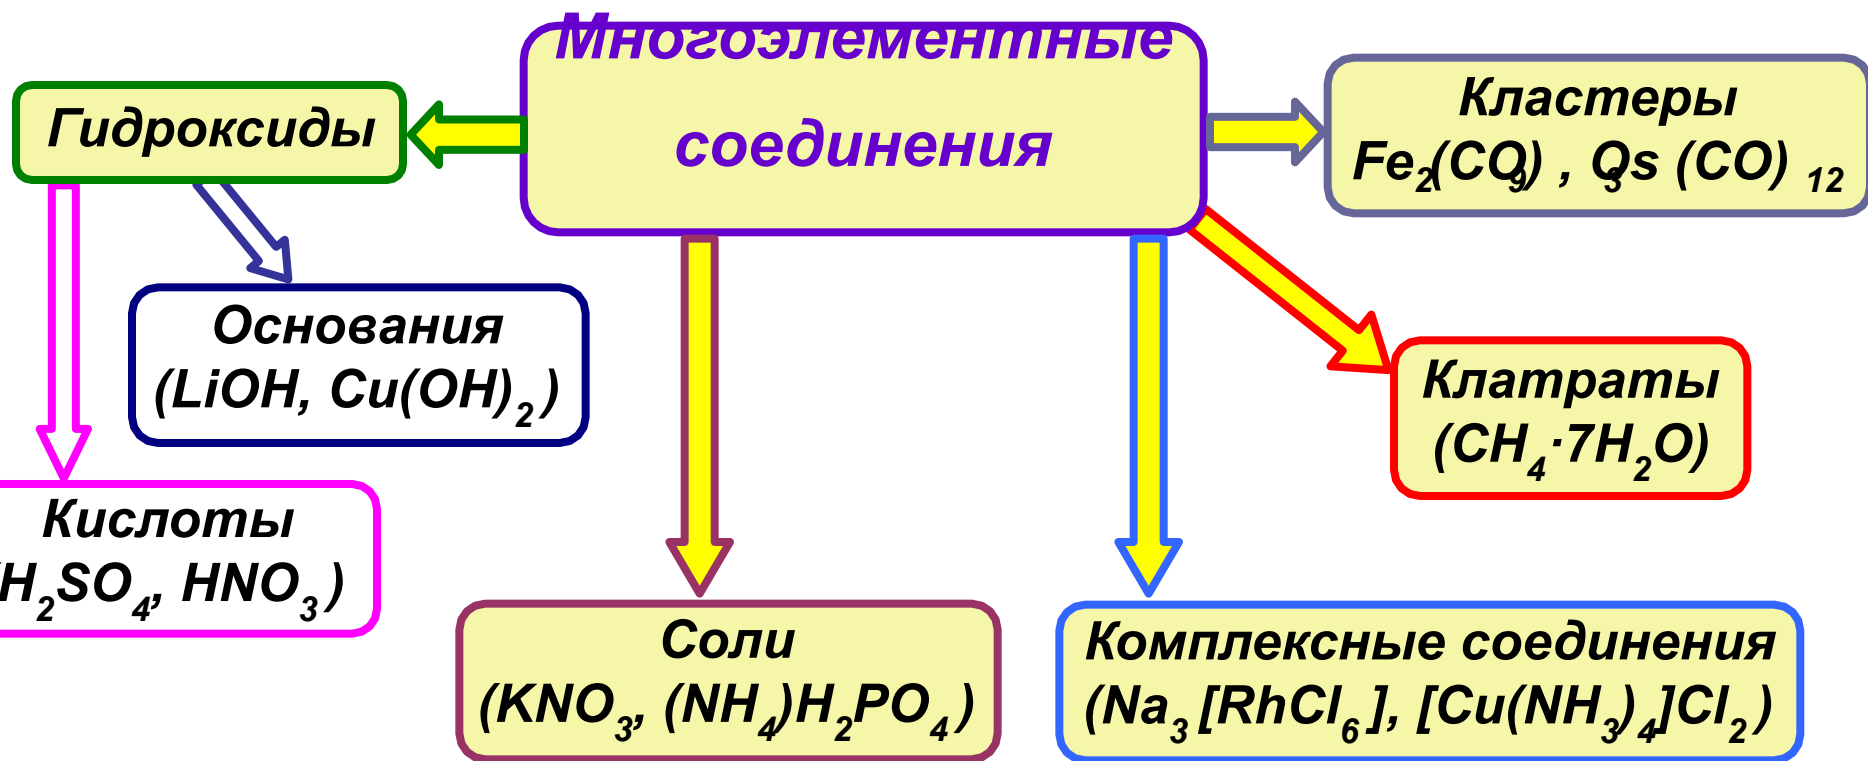 Многоэлементные
соединения
Гидроксиды
Кластеры
Fe₂(CO)₉, Os₃(CO)₁₂
Основания
(LiOH, Cu(OH)₂)
Клатраты
(CH₄·7H₂O)
Кислоты
(H₂SO₄, HNO₃)
Соли
(KNO₃, (NH₄)H₂PO₄)
Комплексные соединения
(Na₃[RhCl₆], [Cu(NH₃)₄]Cl₂)